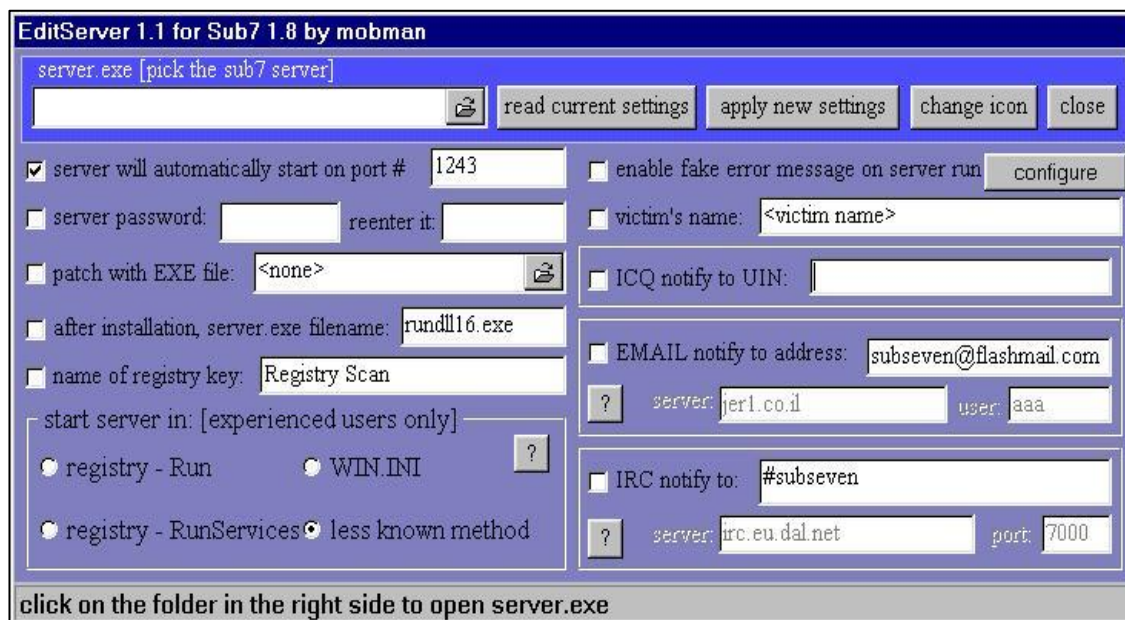 EditServer 1.1 for Sub7 1.8 by mobman
server.exe [pick the sub7 server]
read current settings apply new settings change icon close
server will automatically start on port # 1243
server password: reenter it:
patch with EXE file: <none>
after installation, server.exe filename: rundll16.exe
name of registry key: Registry Scan
start server in: [experienced users only]
?
registry - Run WIN.INI
registry - RunServices less known method
enable fake error message on server run configure
victim's name: <victim name>
ICQ notify to UIN:
EMAIL notify to address: subseven@flashmail.com
? server: jer1.co.il user: aaa
IRC notify to: #subseven
? server: irc.eu.dal.net port: 7000
click on the folder in the right side to open server.exe